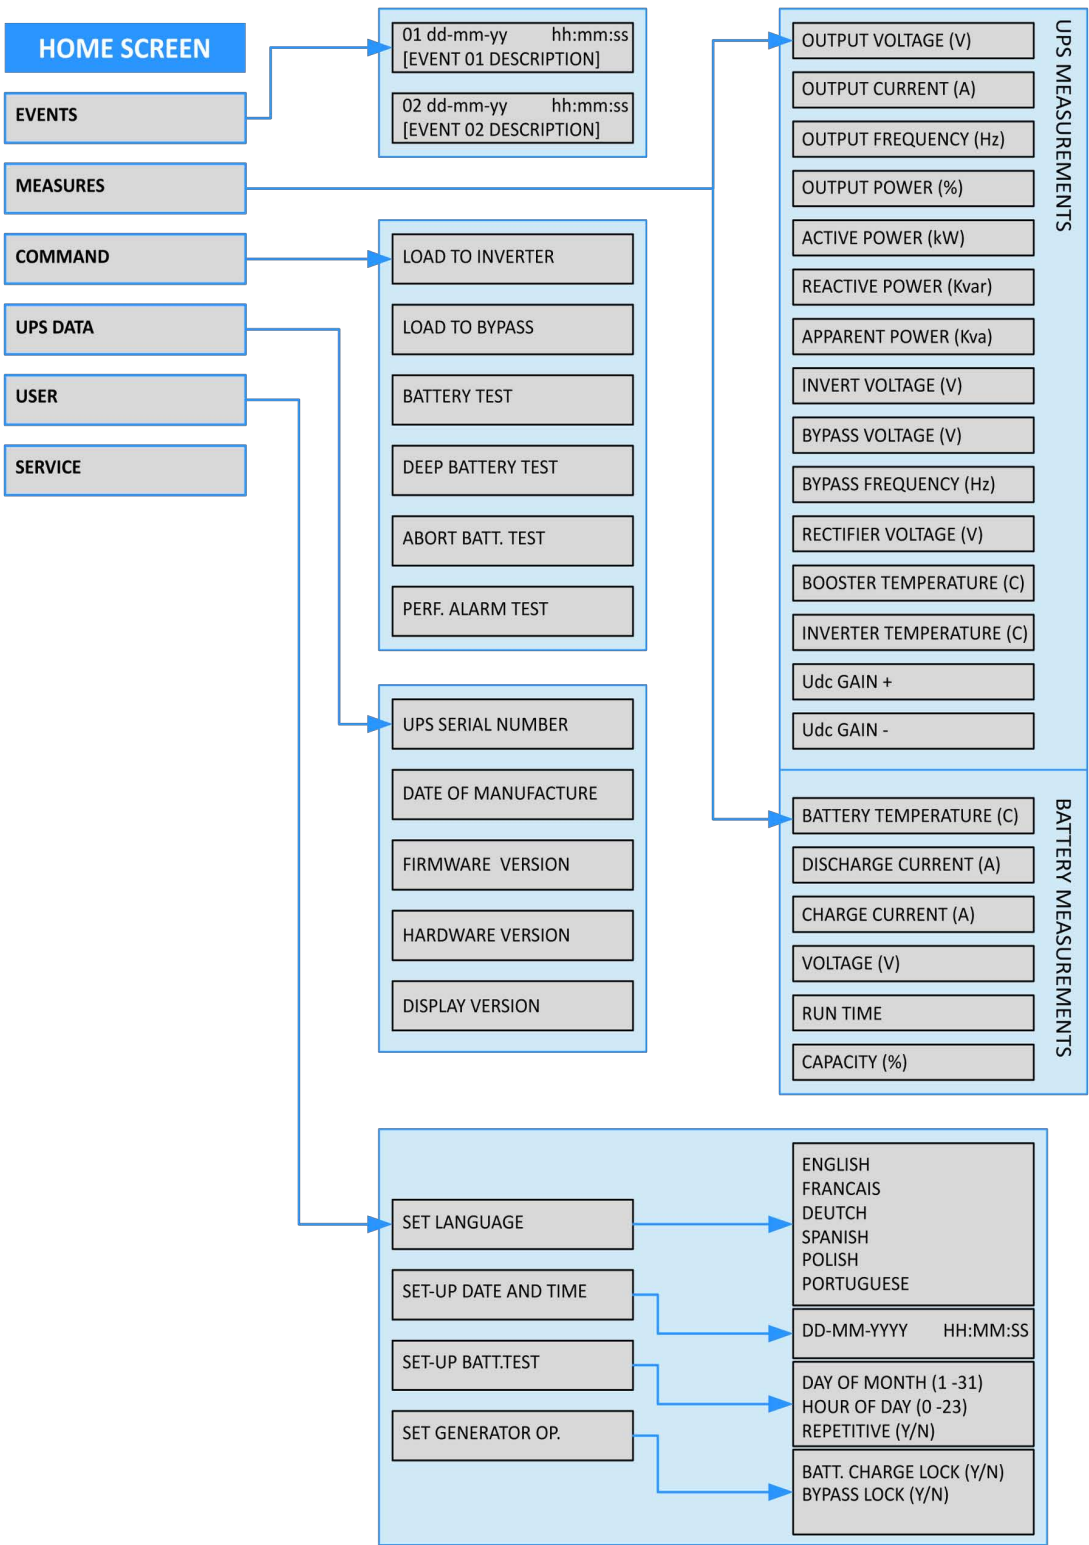 HOME SCREEN
EVENTS
MEASURES
COMMAND
UPS DATA
USER
SERVICE
01 dd-mm-yy hh:mm:ss
[EVENT 01 DESCRIPTION]
02 dd-mm-yy hh:mm:ss
[EVENT 02 DESCRIPTION]
LOAD TO INVERTER
LOAD TO BYPASS
BATTERY TEST
DEEP BATTERY TEST
ABORT BATT. TEST
PERF. ALARM TEST
UPS SERIAL NUMBER
DATE OF MANUFACTURE
FIRMWARE VERSION
HARDWARE VERSION
DISPLAY VERSION
UPS MEASUREMENTS
OUTPUT VOLTAGE (V)
OUTPUT CURRENT (A)
OUTPUT FREQUENCY (Hz)
OUTPUT POWER (%)
ACTIVE POWER (kW)
REACTIVE POWER (Kvar)
APPARENT POWER (Kva)
INVERT VOLTAGE (V)
BYPASS VOLTAGE (V)
BYPASS FREQUENCY (Hz)
RECTIFIER VOLTAGE (V)
BOOSTER TEMPERATURE (C)
INVERTER TEMPERATURE (C)
Udc GAIN +
Udc GAIN -
BATTERY MEASUREMENTS
BATTERY TEMPERATURE (C)
DISCHARGE CURRENT (A)
CHARGE CURRENT (A)
VOLTAGE (V)
RUN TIME
CAPACITY (%)
SET LANGUAGE
ENGLISH
FRANCAIS
DEUTCH
SPANISH
POLISH
PORTUGUESE
SET-UP DATE AND TIME
DD-MM-YYYY HH:MM:SS
SET-UP BATT.TEST
DAY OF MONTH (1 -31)
HOUR OF DAY (0 -23)
REPETITIVE (Y/N)
SET GENERATOR OP.
BATT. CHARGE LOCK (Y/N)
BYPASS LOCK (Y/N)